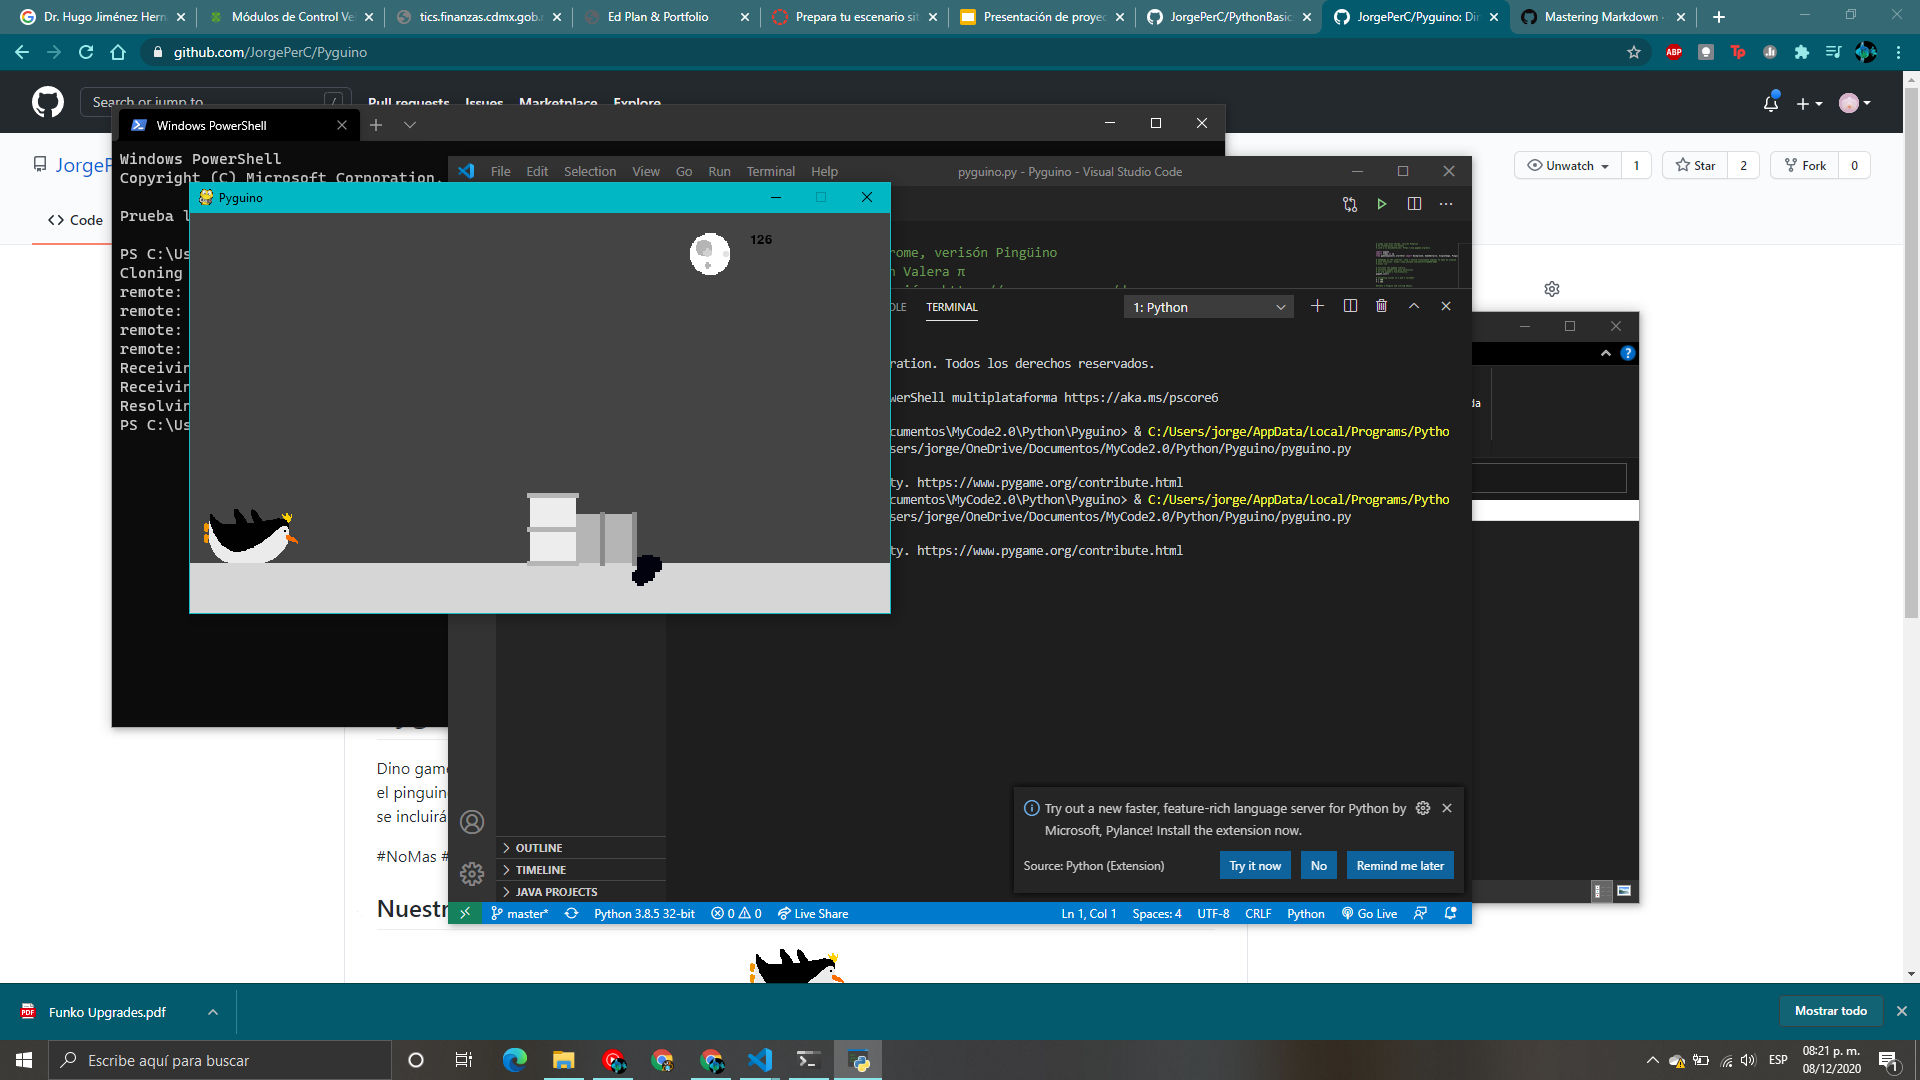 Dr. Hugo Jiménez Hern
Módulos de Control Ve
tics.finanzas.cdmx.gob.
Ed Plan & Portfolio
Prepara tu escenario sit
Presentación de proyec
JorgePerC/PythonBasic
JorgePerC/Pyguino: Di
Mastering Markdown
github.com/JorgePerC/Pyguino
ABP
Tp
Search or jump to
/
Pull requests Issues Marketplace Explore
JorgeP
Unwatch 1
Star 2
Fork 0
Code
Windows PowerShell
Windows PowerShell
Copyright (C) Microsoft Corporation.
Prueba l
PS C:\Us
Cloning
remote:
remote:
remote:
remote:
Receivin
Receivin
Resolvin
PS C:\Us
File Edit Selection View Go Run Terminal Help
pyguino.py - Pyguino - Visual Studio Code
Pyguino
126
rome, verisón Pingüino
n Valera π
OLE
TERMINAL
1: Python
ration. Todos los derechos reservados.
werShell multiplataforma https://aka.ms/pscore6
cumentos\MyCode2.0\Python\Pyguino> & C:/Users/jorge/AppData/Local/Programs/Pytho
sers/jorge/OneDrive/Documentos/MyCode2.0/Python/Pyguino/pyguino.py
ty. https://www.pygame.org/contribute.html
cumentos\MyCode2.0\Python\Pyguino> & C:/Users/jorge/AppData/Local/Programs/Pytho
sers/jorge/OneDrive/Documentos/MyCode2.0/Python/Pyguino/pyguino.py
ty. https://www.pygame.org/contribute.html
da
Dino game
el pinguin
se incluirá
#NoMas #
Nuestr
OUTLINE
TIMELINE
JAVA PROJECTS
Try out a new faster, feature-rich language server for Python by
Microsoft, Pylance! Install the extension now.
Source: Python (Extension)
Try it now
No
Remind me later
master*
Python 3.8.5 32-bit
0 0
Live Share
Ln 1, Col 1
Spaces: 4
UTF-8
CRLF
Python
Go Live
PDF
Funko Upgrades.pdf
Mostrar todo
Escribe aquí para buscar
ESP
08:21 p. m.
08/12/2020
1